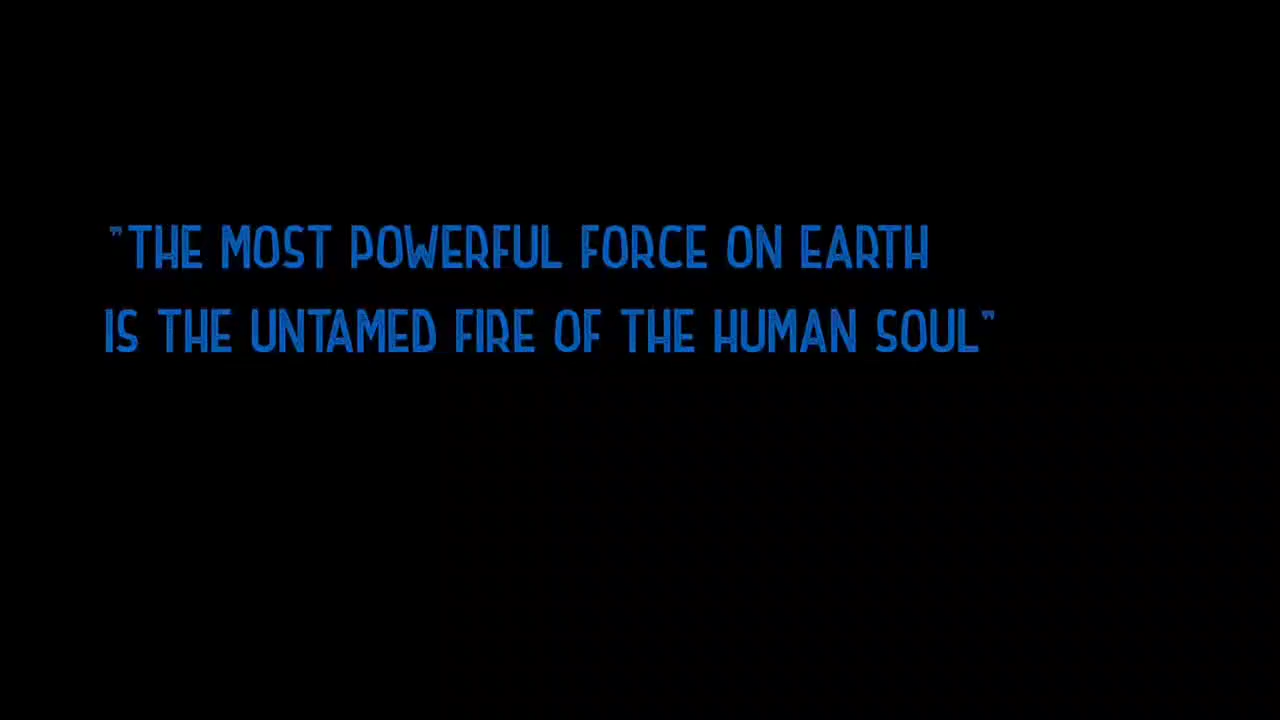 "THE MOST POWERFUL FORCE ON EARTH
IS THE UNTAMED FIRE OF THE HUMAN SOUL"